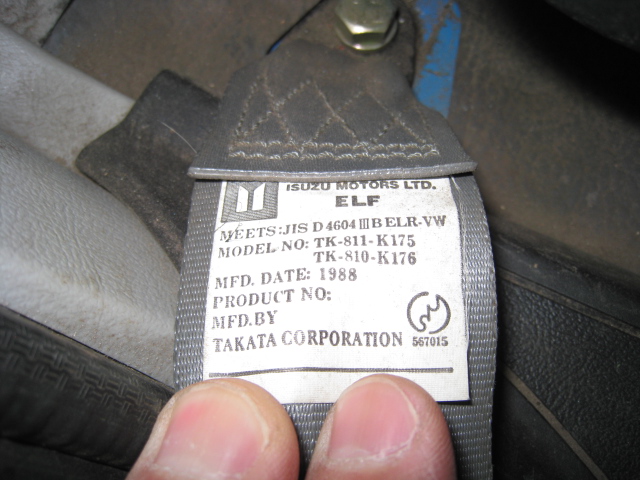 ISUZU MOTORS LTD.
ELF
MEETS:JIS D 4604 III B ELR-VW
MODEL NO: TK-811-K175
TK-810-K176
MFD. DATE: 1988
PRODUCT NO:
MFD.BY
TAKATA CORPORATION
567015